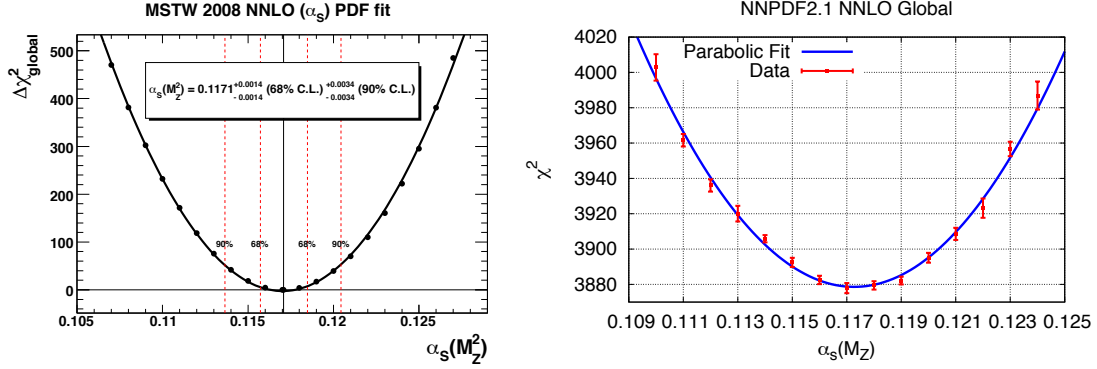 MSTW 2008 NNLO (αₛ) PDF fit
Δχ²global
500
400
300
200
100
0
αₛ(M²Z) = 0.1171 +0.0014 -0.0014 (68% C.L.) +0.0034 -0.0034 (90% C.L.)
90% 68% 68% 90%
0.105 0.11 0.115 0.12 0.125
αₛ(M²Z)
NNPDF2.1 NNLO Global
χ²
4020
4000
3980
3960
3940
3920
3900
3880
Parabolic Fit
Data
0.109 0.111 0.113 0.115 0.117 0.119 0.121 0.123 0.125
αₛ(MZ)